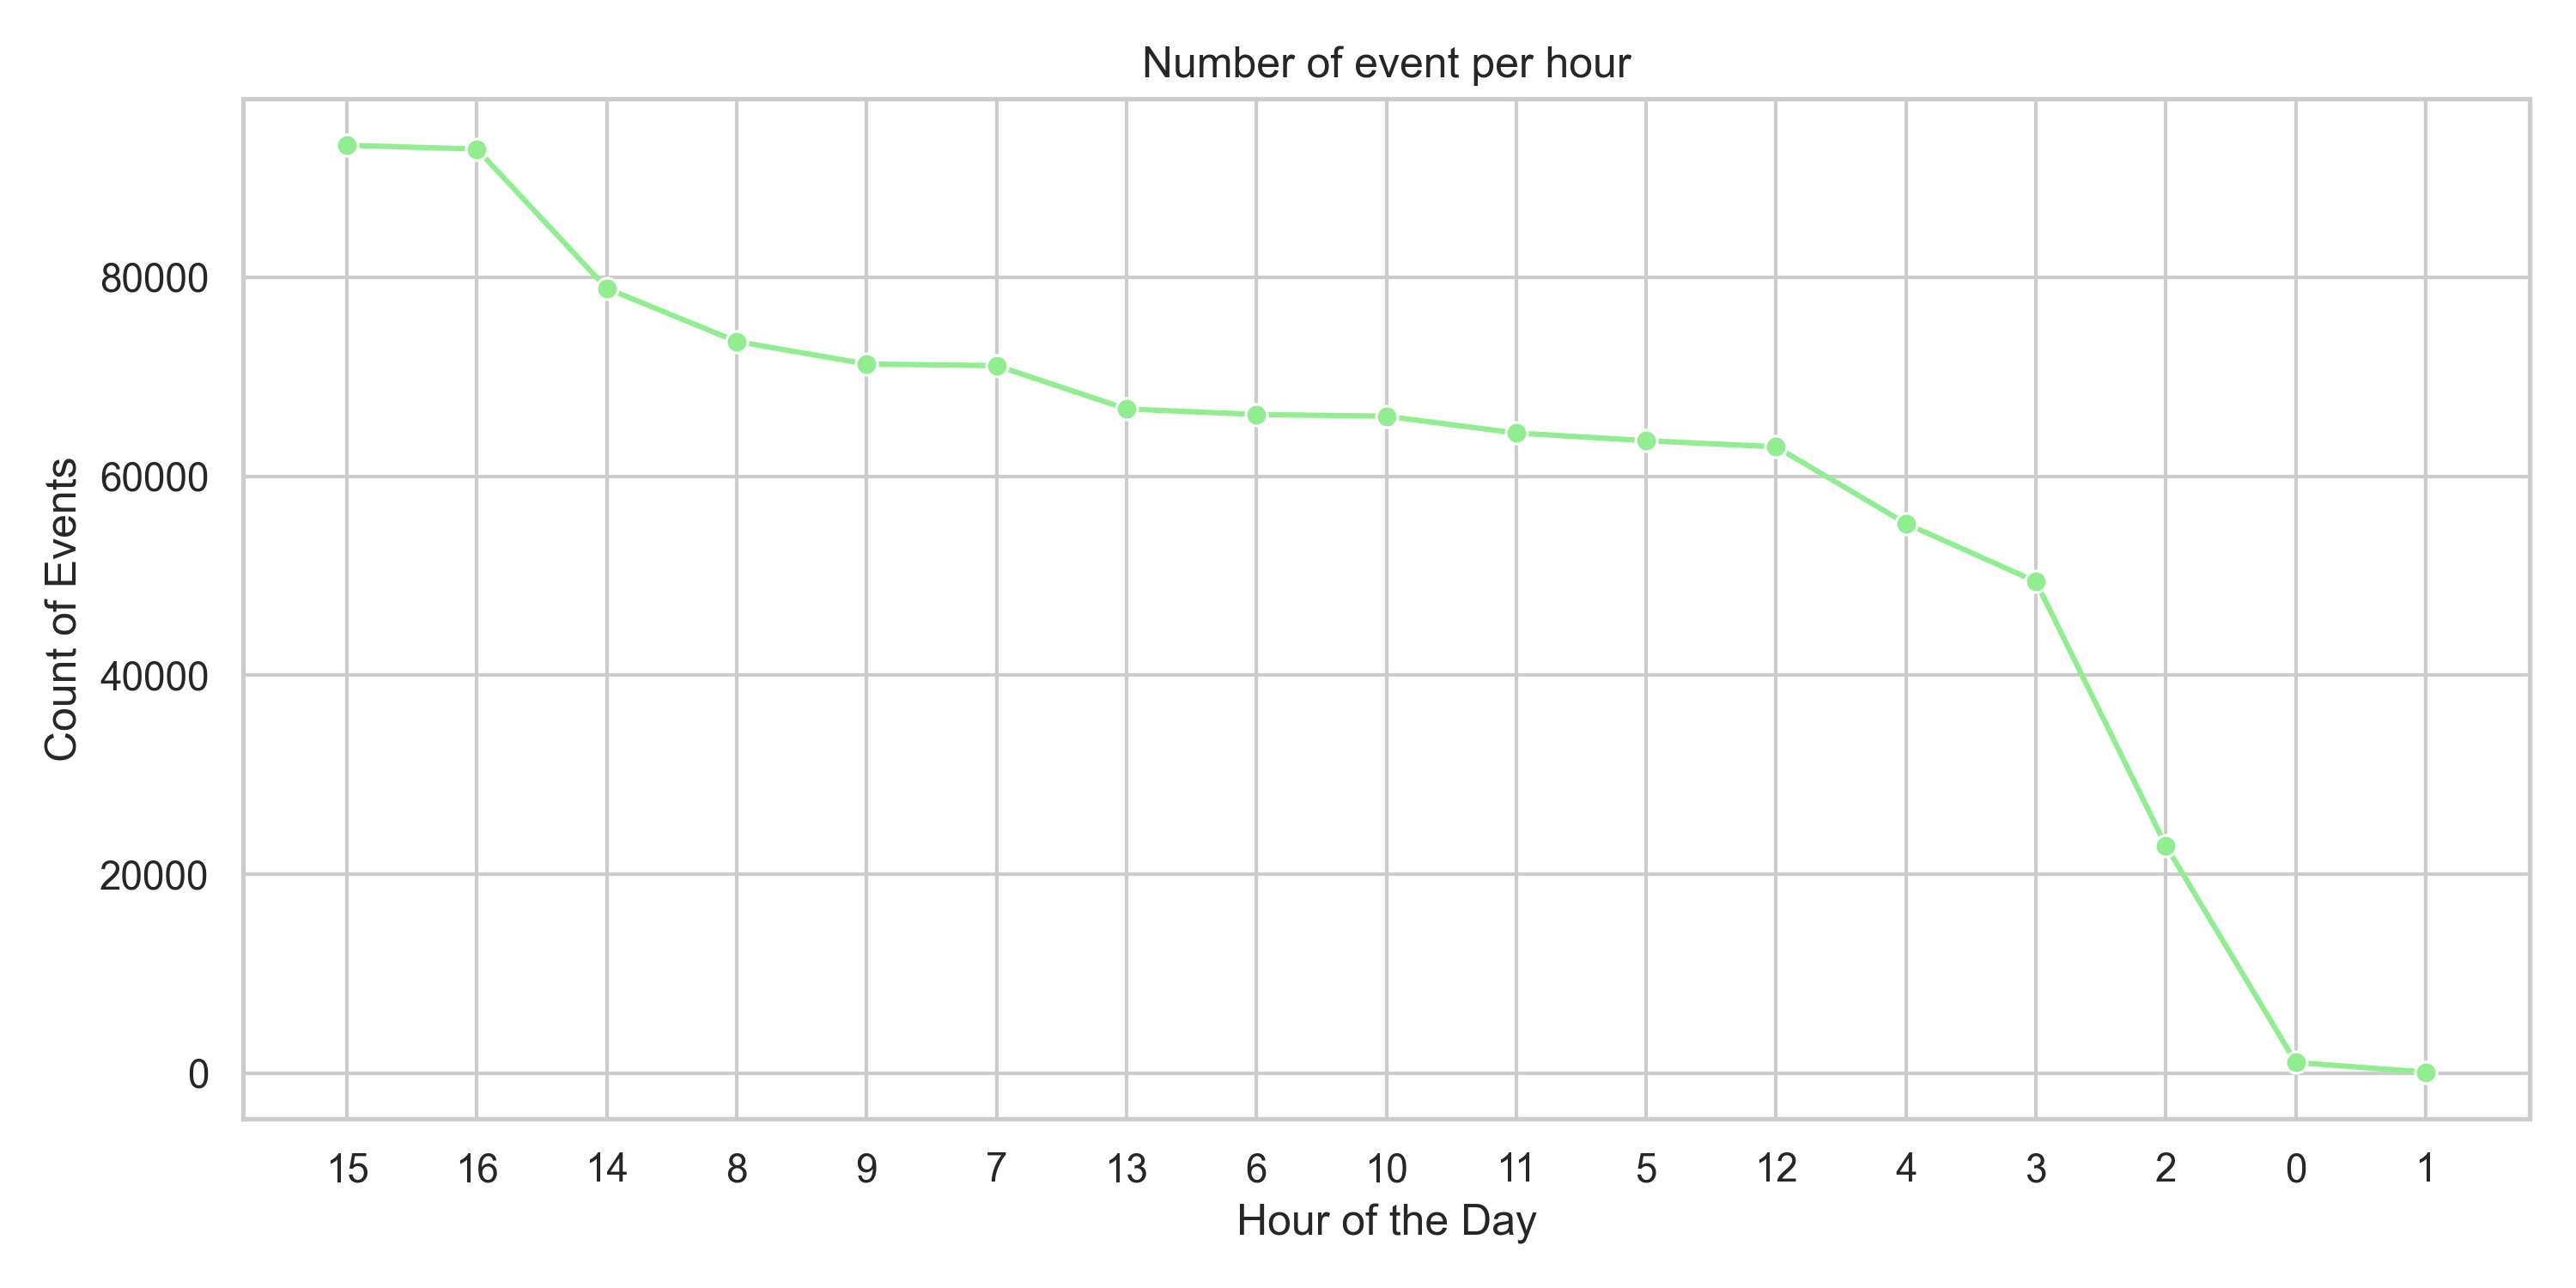 Number of event per hour
Count of Events
80000
60000
40000
20000
0
15 16 14 8 9 7 13 6 10 11 5 12 4 3 2 0 1
Hour of the Day